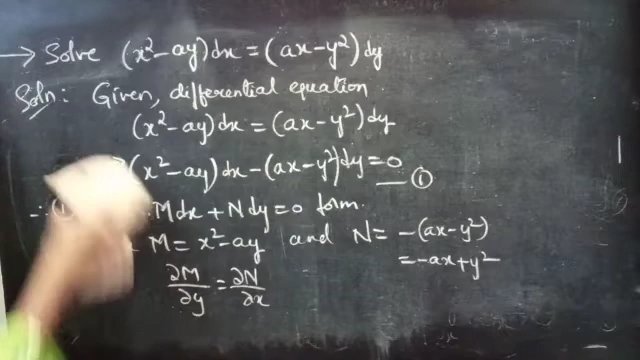 → Solve (x² - ay)dx = (ax - y²)dy
Soln: Given, differential equation
(x² - ay)dx = (ax - y²)dy
(x² - ay)dx - (ax - y²)dy = 0 — ①
∴ Mdx + Ndy = 0 form.
M = x² - ay and N = -(ax - y²)
= -ax + y²
∂M/∂y = ∂N/∂x